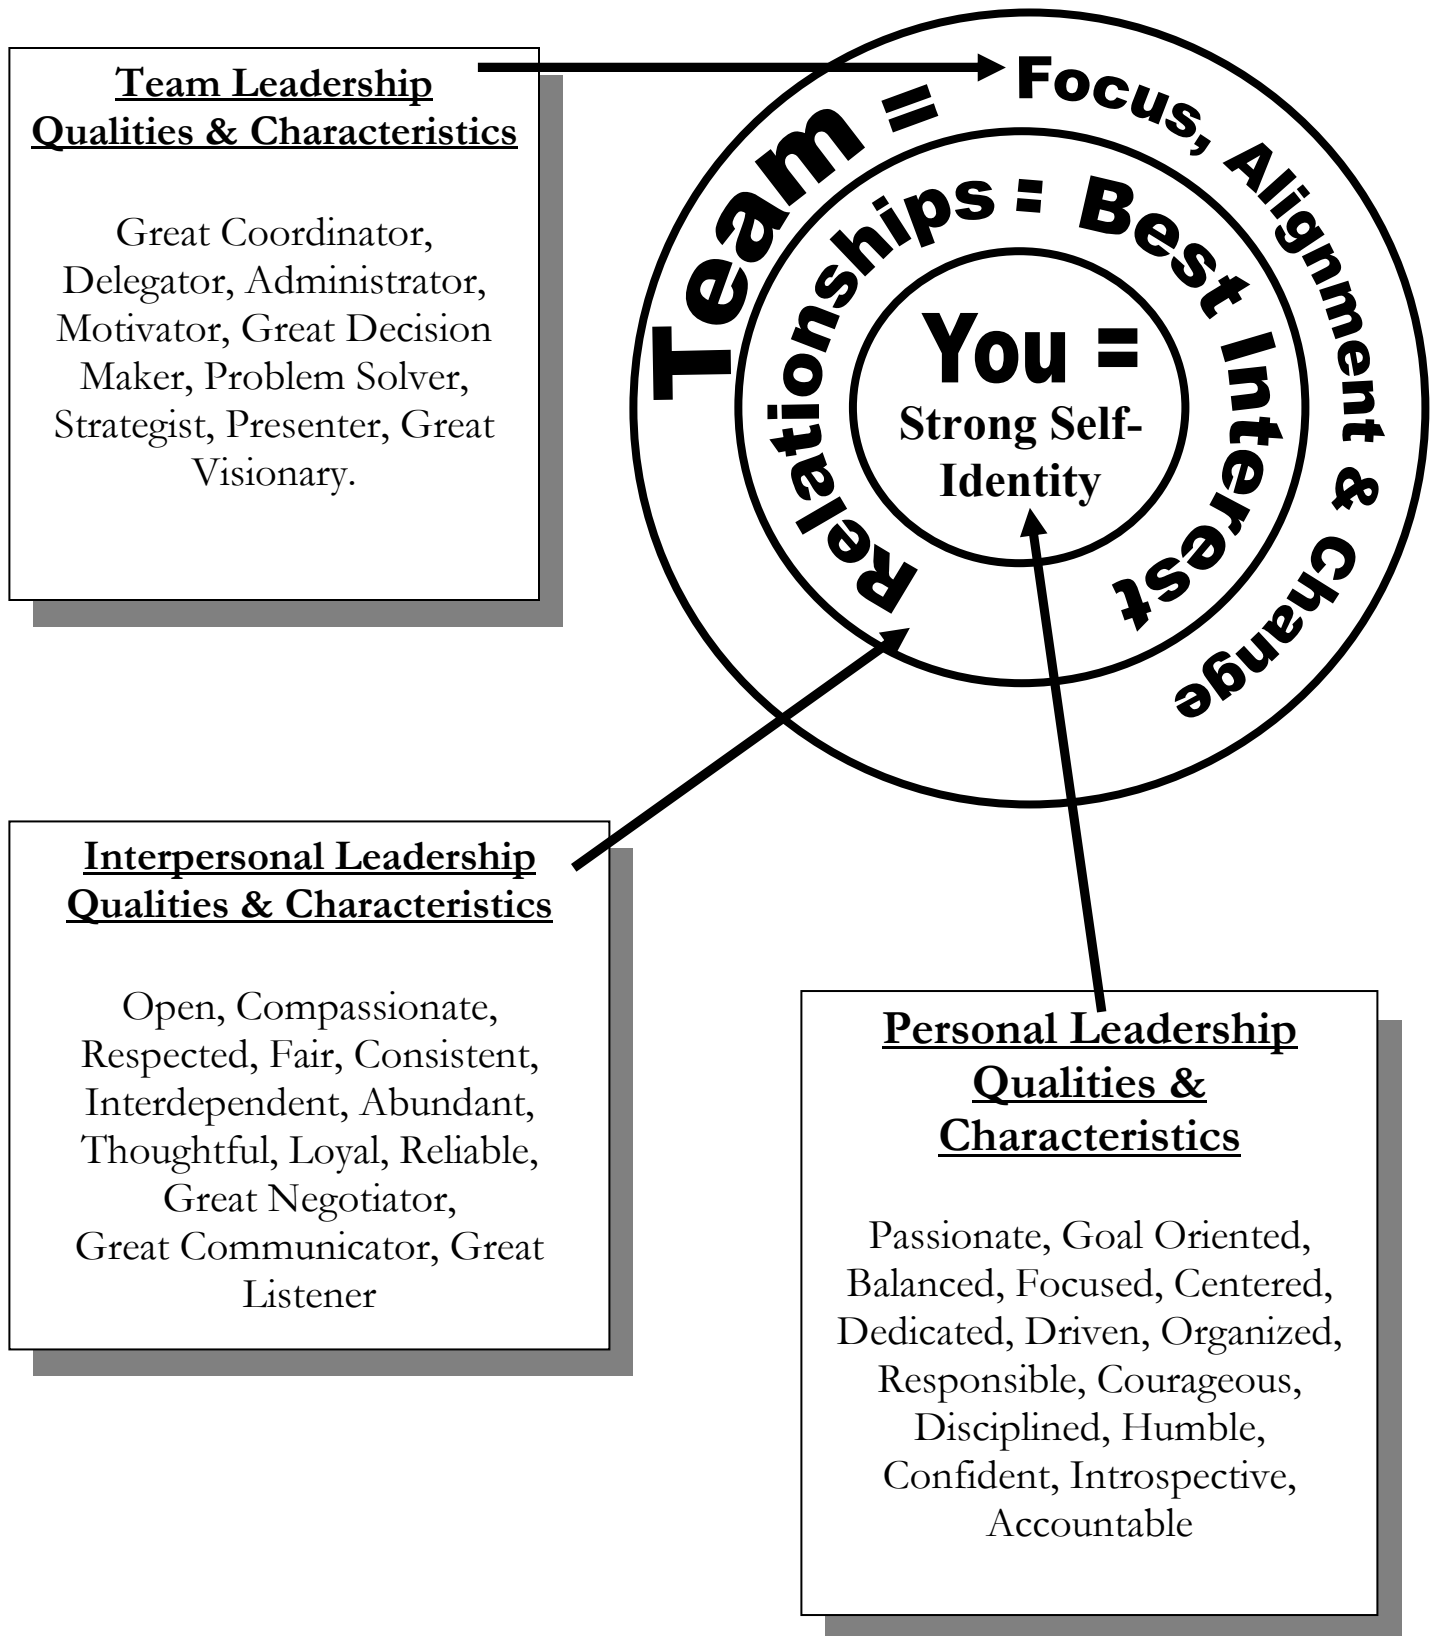 Team Leadership
Qualities & Characteristics
Great Coordinator,
Delegator, Administrator,
Motivator, Great Decision
Maker, Problem Solver,
Strategist, Presenter, Great
Visionary.
Team = Focus, Alignment & Change
Relationships = Best Interest
You =
Strong Self-
Identity
Interpersonal Leadership
Qualities & Characteristics
Open, Compassionate,
Respected, Fair, Consistent,
Interdependent, Abundant,
Thoughtful, Loyal, Reliable,
Great Negotiator,
Great Communicator, Great
Listener
Personal Leadership
Qualities &
Characteristics
Passionate, Goal Oriented,
Balanced, Focused, Centered,
Dedicated, Driven, Organized,
Responsible, Courageous,
Disciplined, Humble,
Confident, Introspective,
Accountable